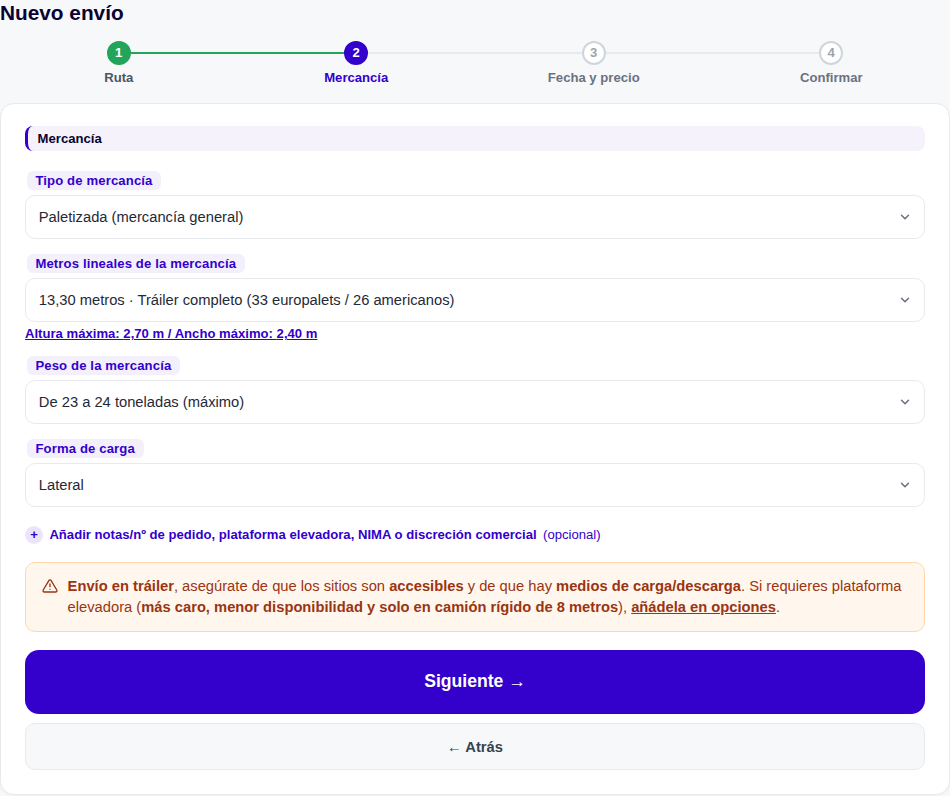 Nuevo envío
1 2 3 4
Ruta Mercancía Fecha y precio Confirmar
Mercancía
Tipo de mercancía
Paletizada (mercancía general)
Metros lineales de la mercancía
13,30 metros · Tráiler completo (33 europalets / 26 americanos)
Altura máxima: 2,70 m / Ancho máximo: 2,40 m
Peso de la mercancía
De 23 a 24 toneladas (máximo)
Forma de carga
Lateral
+ Añadir notas/nº de pedido, plataforma elevadora, NIMA o discreción comercial (opcional)
Envío en tráiler, asegúrate de que los sitios son accesibles y de que hay medios de carga/descarga. Si requieres plataforma
elevadora (más caro, menor disponibilidad y solo en camión rígido de 8 metros), añádela en opciones.
Siguiente →
← Atrás